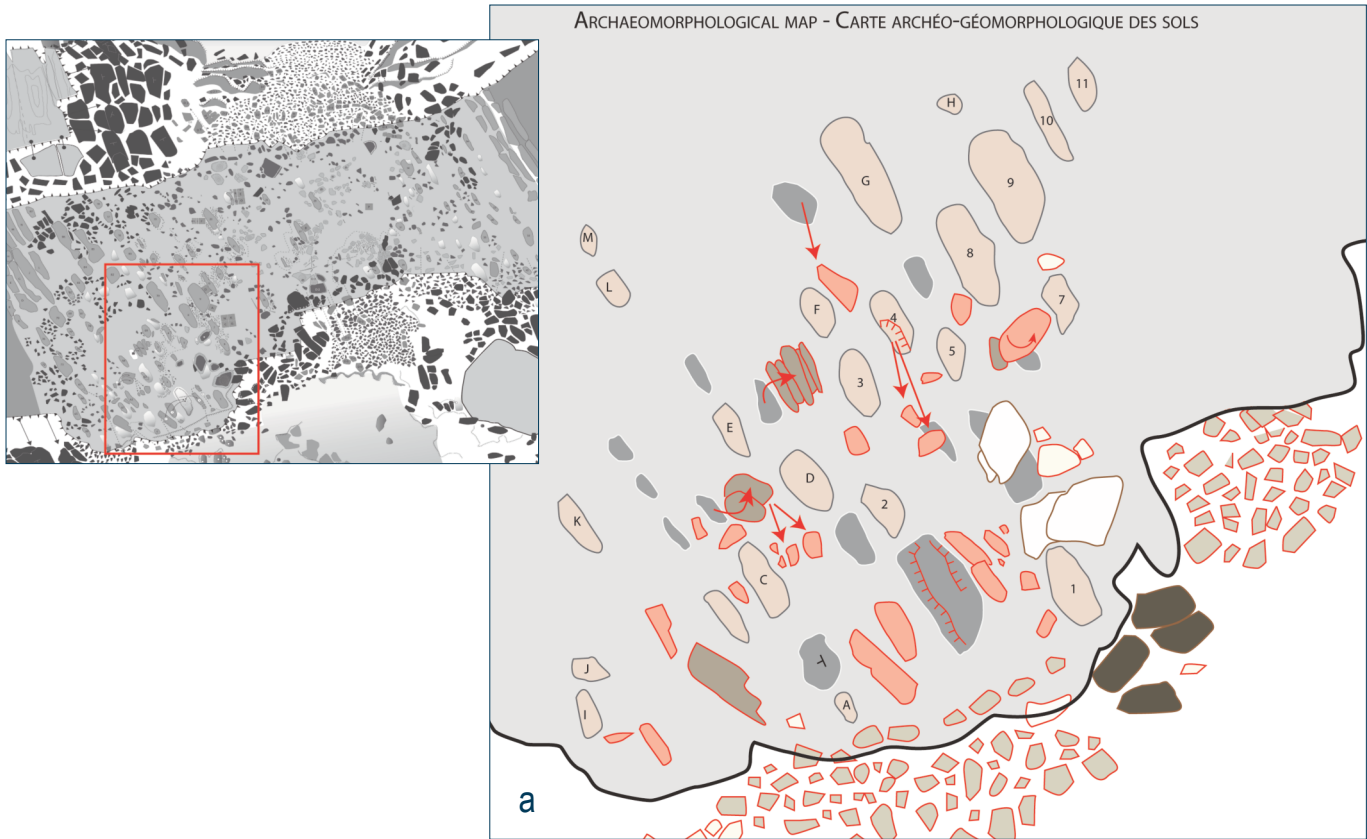 ARCHAEOMORPHOLOGICAL MAP - CARTE ARCHÉO-GÉOMORPHOLOGIQUE DES SOLS
11
H
10
G
9
M
8
L
7
F
4
5
3
E
D
2
K
C
1
T
J
A
I
a